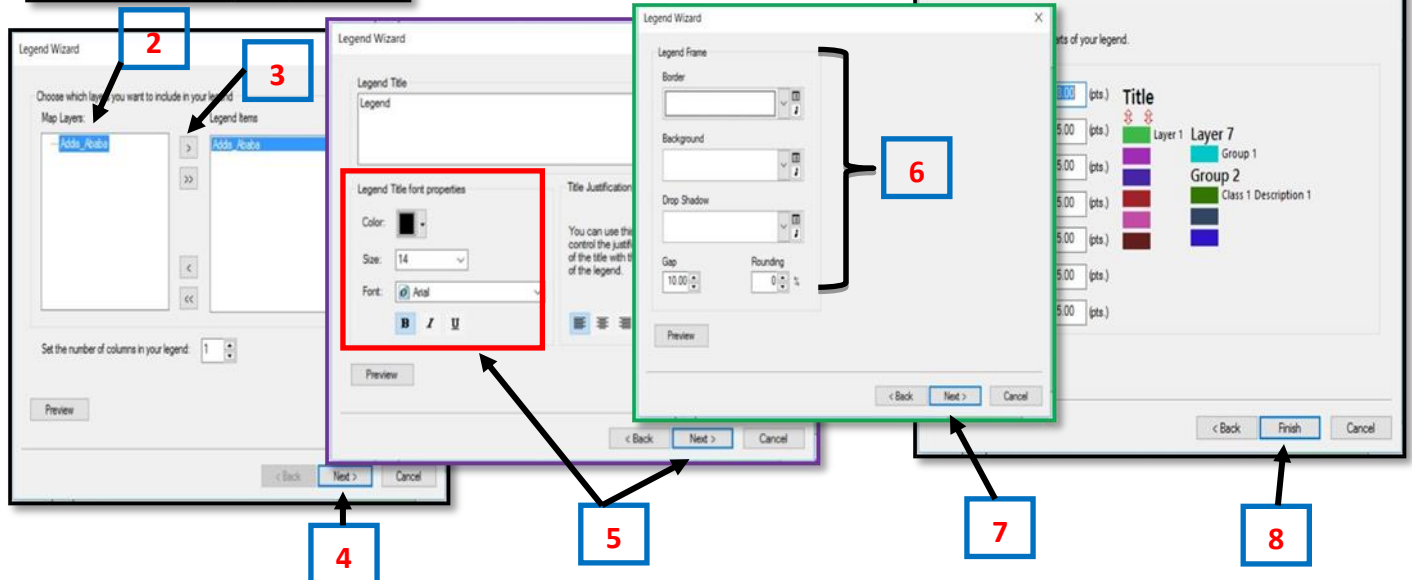 2
Legend Wizard
3
Choose which layers you want to include in your legend
Map Layers:
Legend Items
Addis_Ababa
Addis_Ababa
>
>>
<
<<
Set the number of columns in your legend:
1
Preview
< Back
Next >
Cancel
4
Legend Wizard
Legend Title
Legend
Legend Title font properties
Color:
Size:
14
Font:
Arial
B I U
Title Justification
You can use this
control the justifi
of the title with th
of the legend.
Preview
< Back
Next >
Cancel
5
Legend Wizard
X
Legend Frame
Border
Background
Drop Shadow
Gap
Rounding
10.00
0
%
6
Preview
< Back
Next >
Cancel
7
rts of your legend.
(pts.)
5.00 (pts.)
5.00 (pts.)
5.00 (pts.)
5.00 (pts.)
5.00 (pts.)
5.00 (pts.)
Title
Layer 1
Layer 7
Group 1
Group 2
Class 1 Description 1
< Back
Finish
Cancel
8